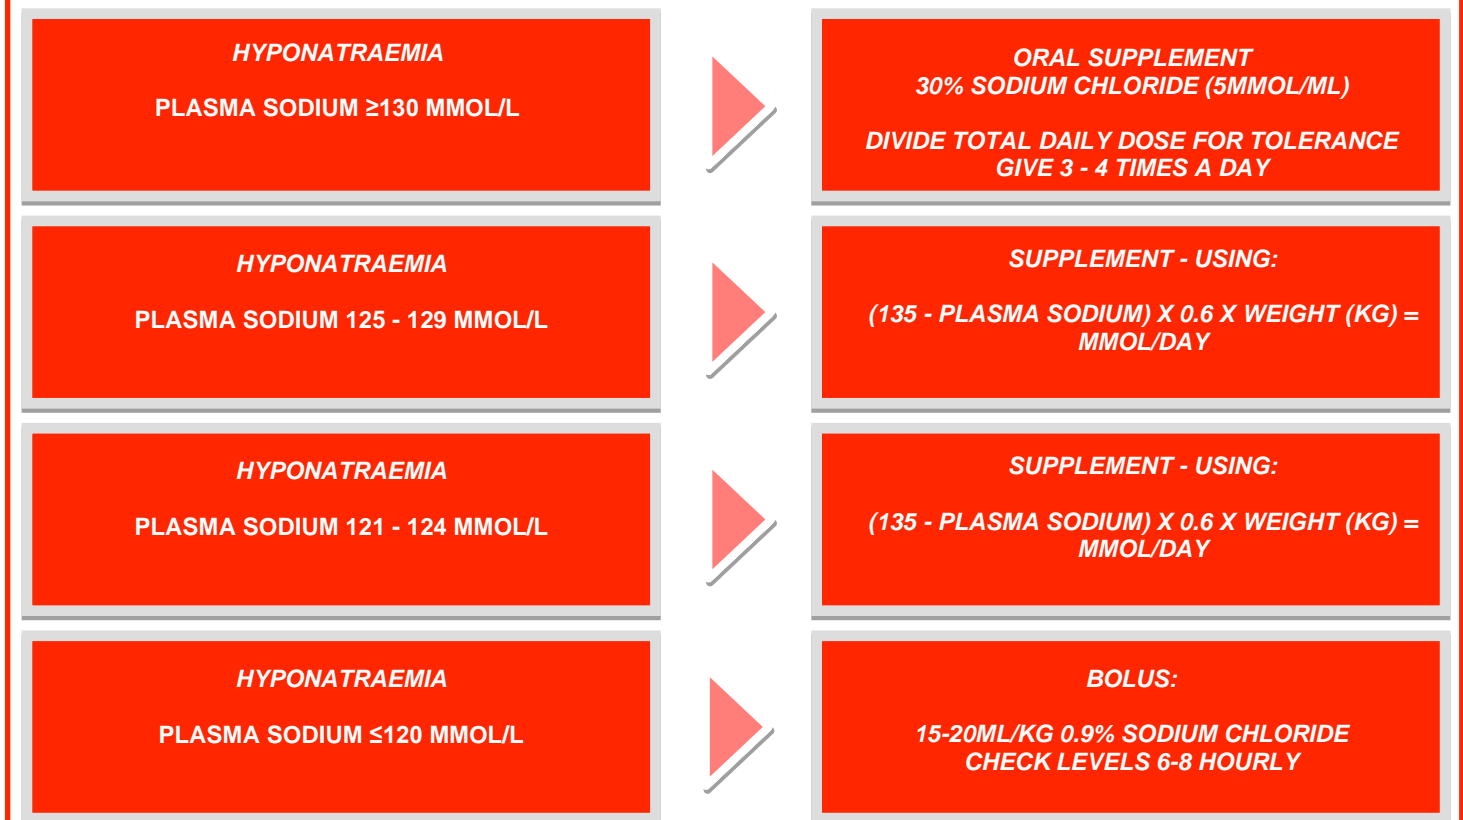 HYPONATRAEMIA
PLASMA SODIUM ≥130 MMOL/L
ORAL SUPPLEMENT
30% SODIUM CHLORIDE (5MMOL/ML)
DIVIDE TOTAL DAILY DOSE FOR TOLERANCE
GIVE 3 - 4 TIMES A DAY
HYPONATRAEMIA
PLASMA SODIUM 125 - 129 MMOL/L
SUPPLEMENT - USING:
(135 - PLASMA SODIUM) X 0.6 X WEIGHT (KG) =
MMOL/DAY
HYPONATRAEMIA
PLASMA SODIUM 121 - 124 MMOL/L
SUPPLEMENT - USING:
(135 - PLASMA SODIUM) X 0.6 X WEIGHT (KG) =
MMOL/DAY
HYPONATRAEMIA
PLASMA SODIUM ≤120 MMOL/L
BOLUS:
15-20ML/KG 0.9% SODIUM CHLORIDE
CHECK LEVELS 6-8 HOURLY